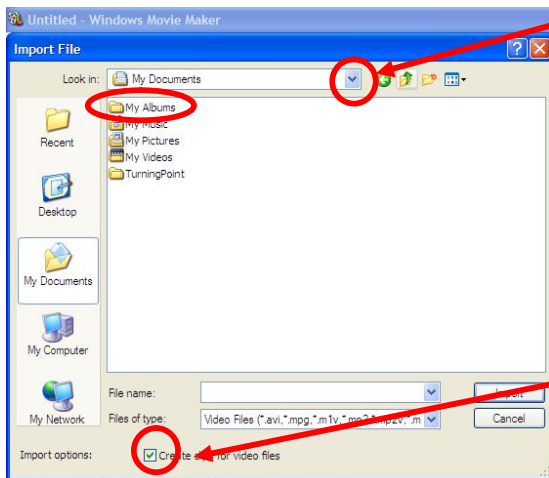 Untitled - Windows Movie Maker
Import File
Look in: My Documents
My Albums
My Music
My Pictures
My Videos
TurningPoint
Recent
Desktop
My Documents
My Computer
My Network
File name: Import
Files of type: Video Files (*.avi,*.mpg,*.m1v,*.mp2,*.mp2v,*.m Cancel
Import options: Create clips for video files